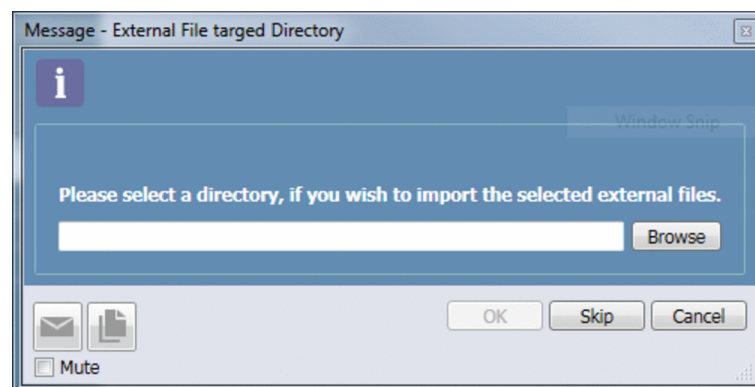 Message - External File targed Directory
i
Window Snip
Please select a directory, if you wish to import the selected external files.
Browse
OK Skip Cancel
Mute